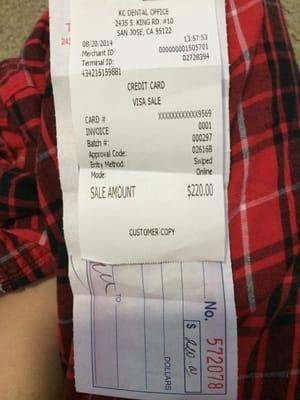 KC DENTAL OFFICE
2435 S. KING RD. #10
SAN JOSE, CA 95122
08/20/2014 13:57:53
Merchant ID: 000000001505701
Terminal ID: 02728394
434215159881
CREDIT CARD
VISA SALE
CARD # XXXXXXXXXXXX9569
INVOICE 0001
Batch #: 000297
Approval Code: 02616B
Entry Method: Swiped
Mode: Online
SALE AMOUNT $220.00
CUSTOMER COPY
No. 572078
$
DOLLARS
TO